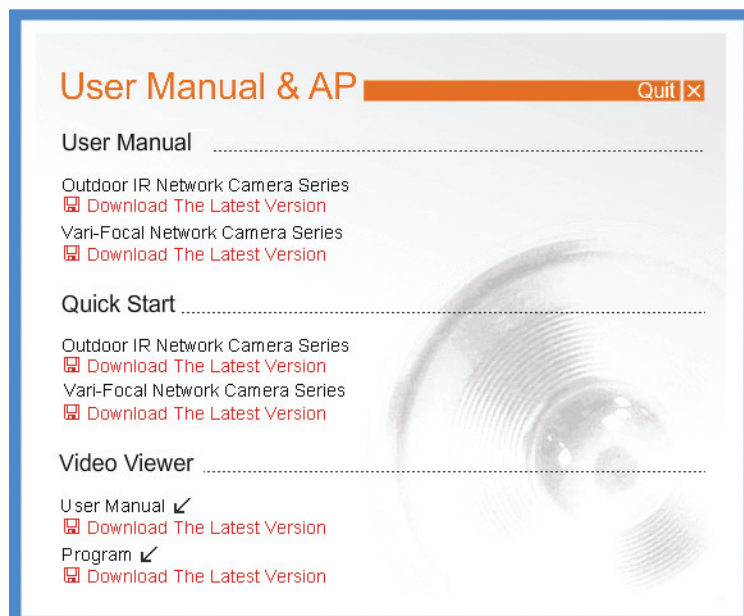 User Manual & AP
Quit
User Manual
Outdoor IR Network Camera Series
Download The Latest Version
Vari-Focal Network Camera Series
Download The Latest Version
Quick Start
Outdoor IR Network Camera Series
Download The Latest Version
Vari-Focal Network Camera Series
Download The Latest Version
Video Viewer
User Manual
Download The Latest Version
Program
Download The Latest Version